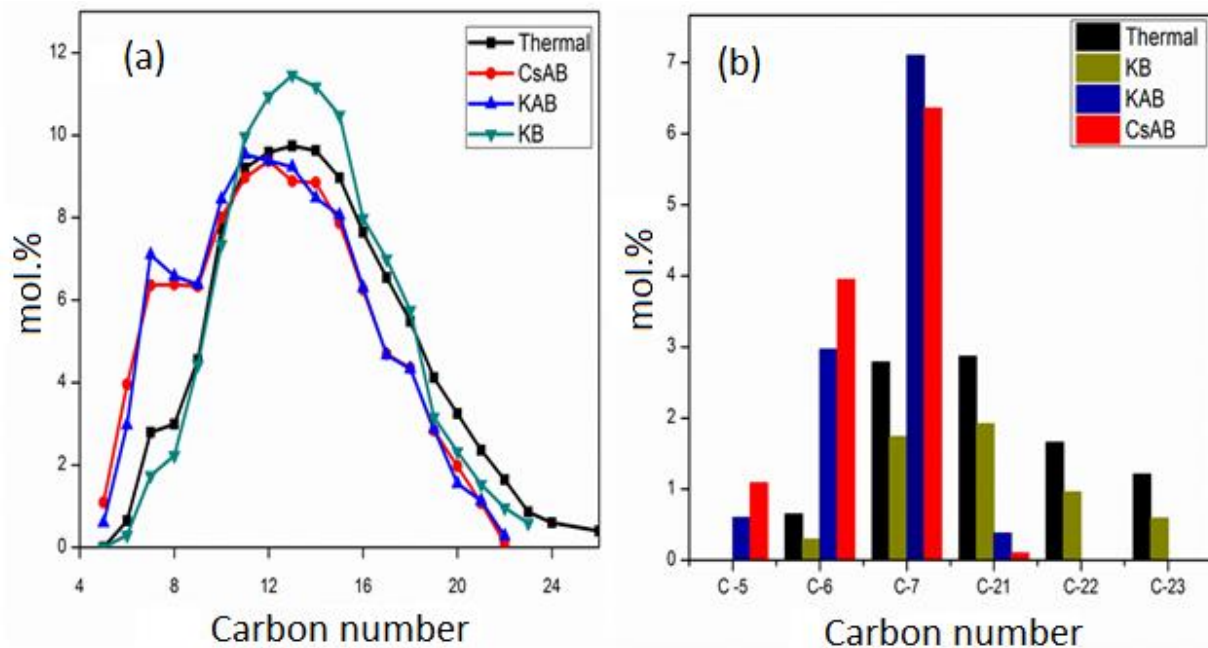 (a)
Thermal
CsAB
KAB
KB
mol.%
12
10
8
6
4
2
0
4 8 12 16 20 24
Carbon number
(b)
Thermal
KB
KAB
CsAB
mol.%
7
6
5
4
3
2
1
0
C -5 C-6 C-7 C-21 C-22 C-23
Carbon number